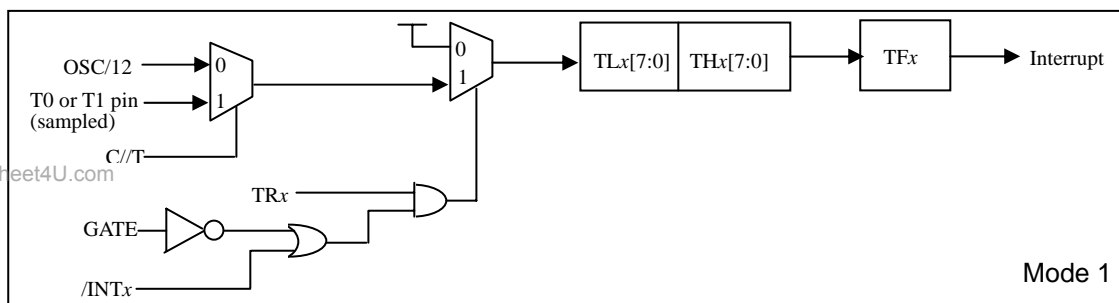 OSC/12
0
0
1
TLx[7:0]
THx[7:0]
TFx
Interrupt
T0 or T1 pin
(sampled)
1
C//T
heet4U.com
TRx
GATE
/INTx
Mode 1